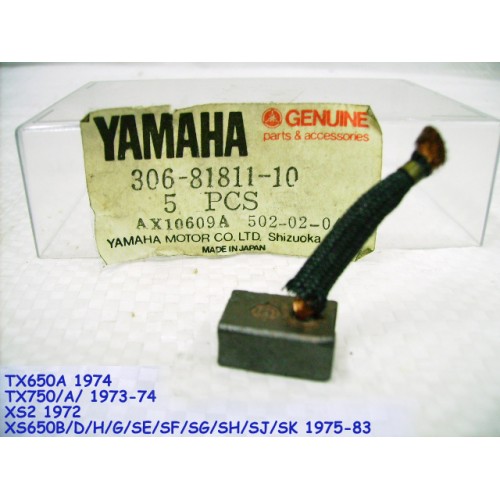 YAMAHA GENUINE
parts & accessories
306-81811-10
5 PCS
AX10609A 502-02-0
YAMAHA MOTOR CO. LTD, Shizuoka
MADE IN JAPAN
TX650A 1974
TX750/A/ 1973-74
XS2 1972
XS650B/D/H/G/SE/SF/SG/SH/SJ/SK 1975-83